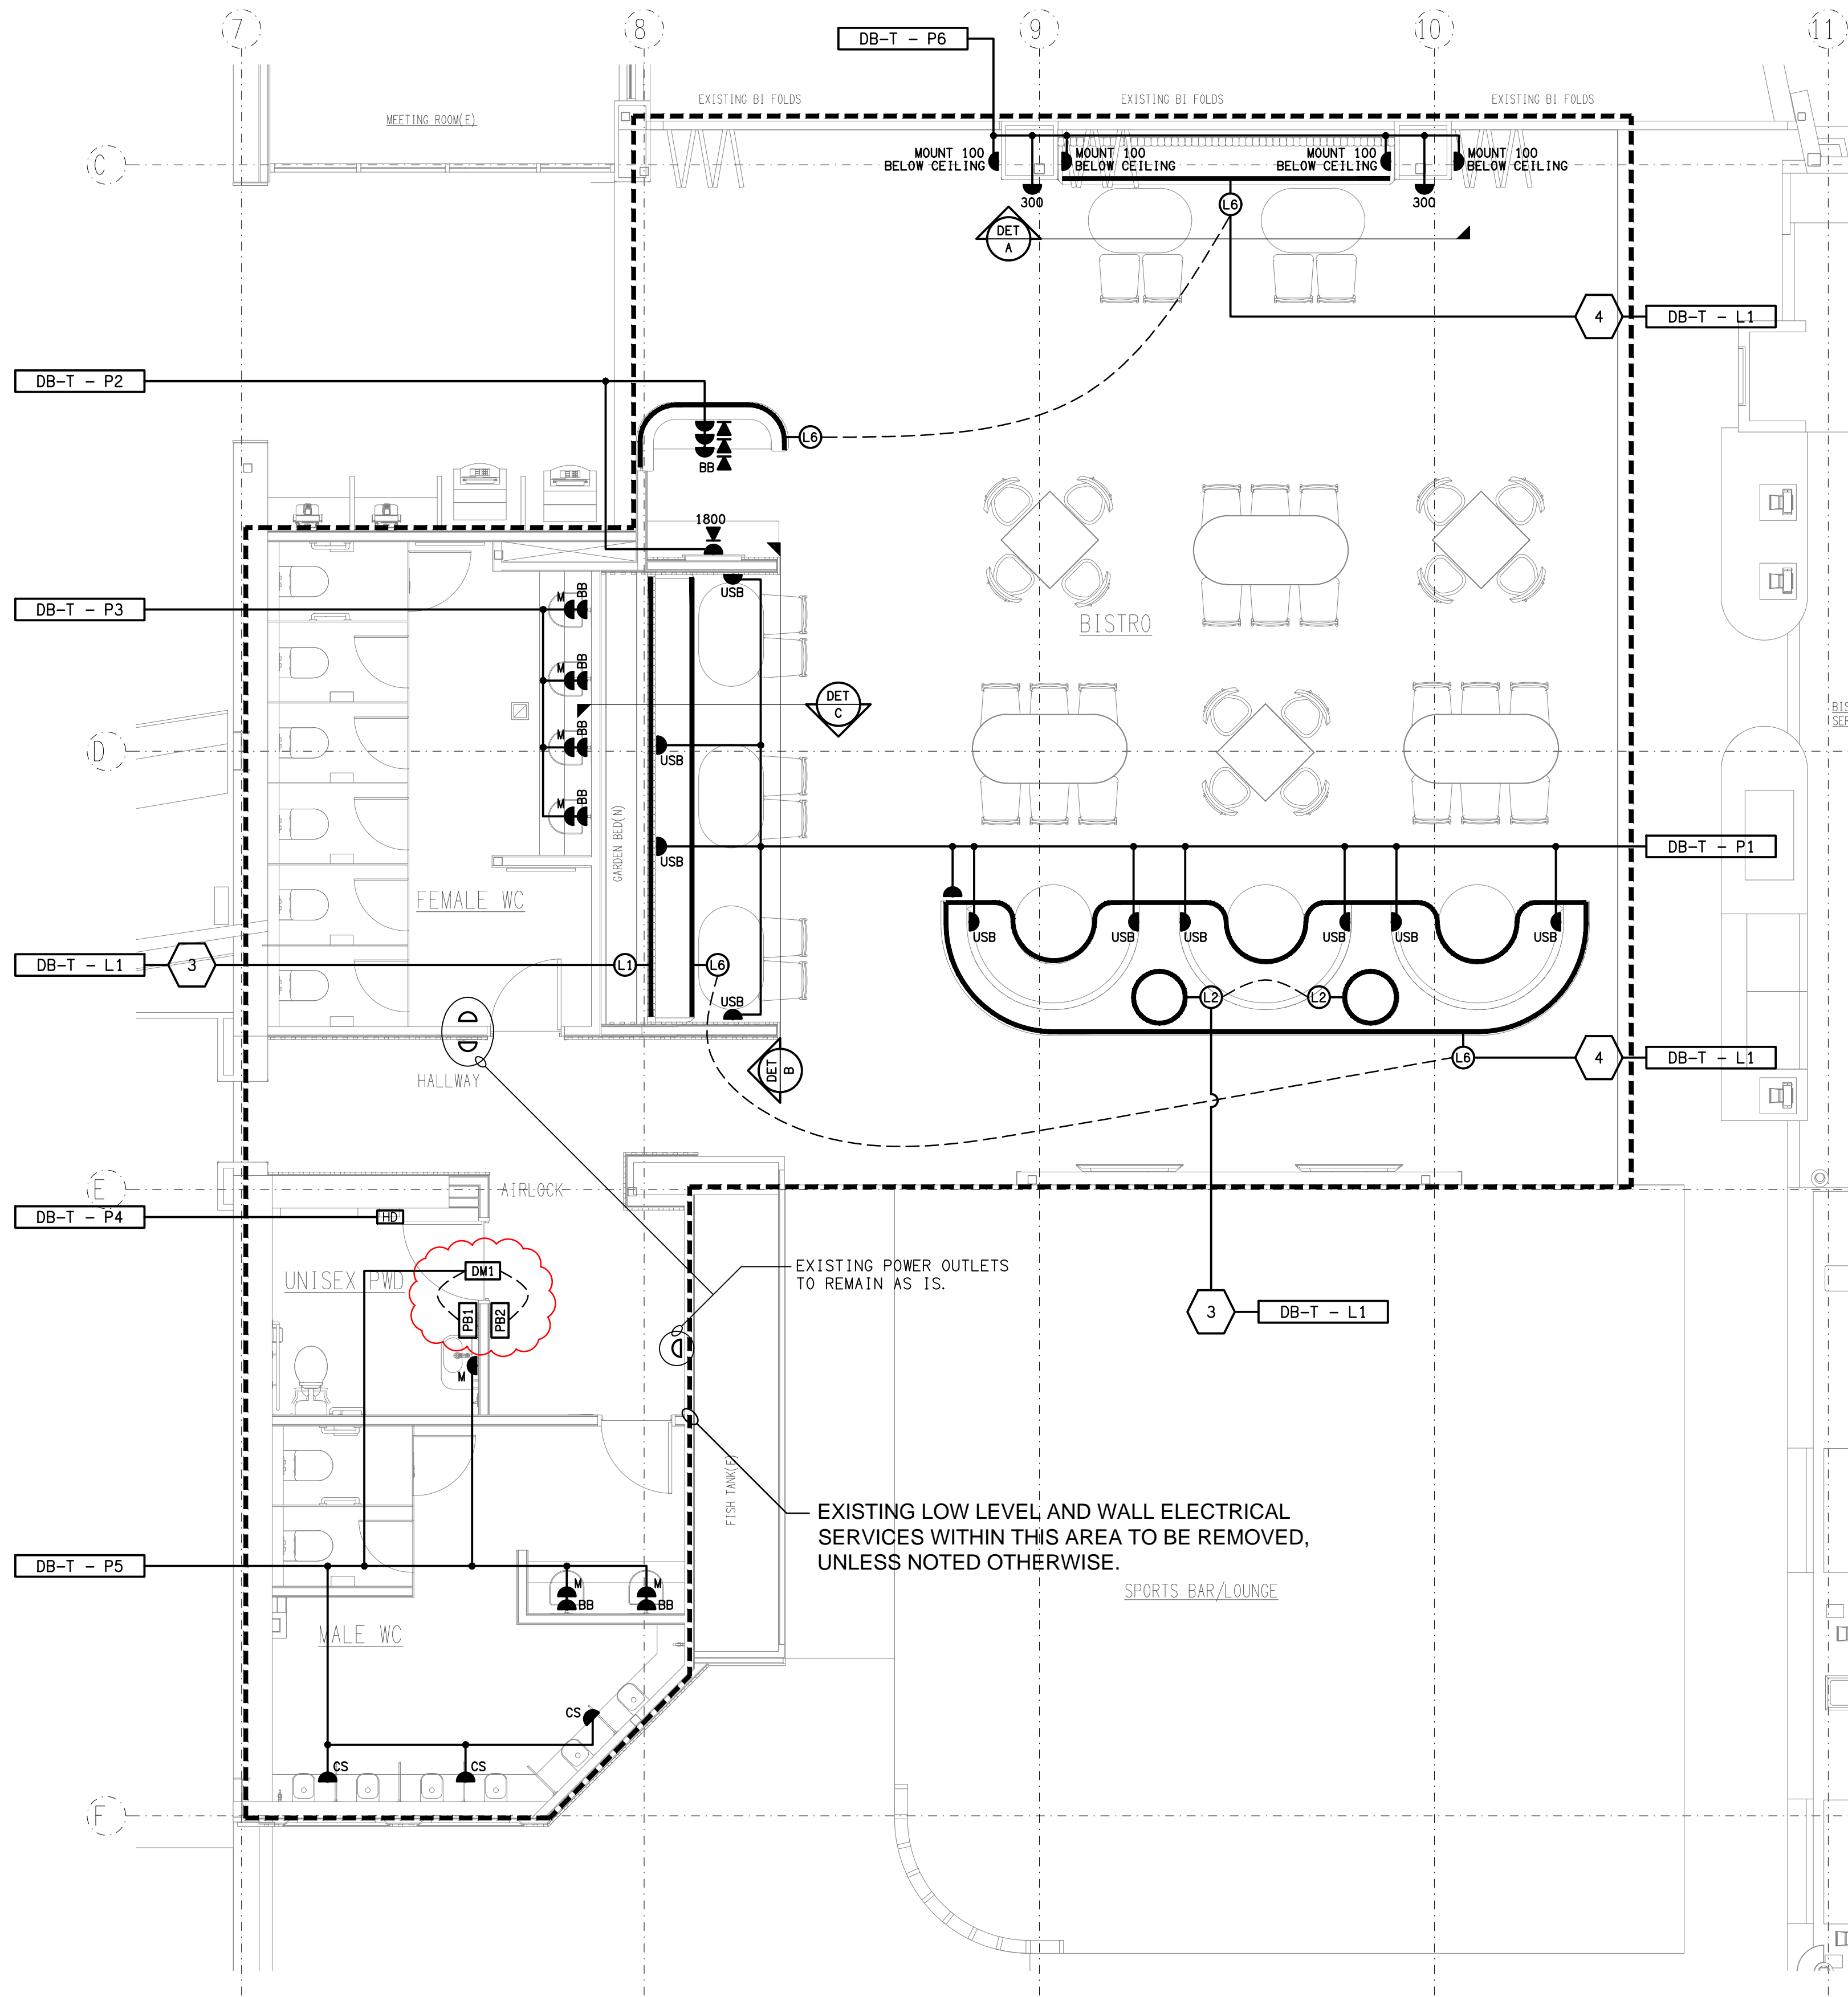 7
8
9
10
11
DB-T - P6
EXISTING BI FOLDS
EXISTING BI FOLDS
EXISTING BI FOLDS
MEETING ROOM(E)
C
MOUNT 100
BELOW CEILING
MOUNT 100
BELOW CEILING
MOUNT 100
BELOW CEILING
MOUNT 100
BELOW CEILING
300
300
L6
DET
A
4
DB-T - L1
DB-T - P2
L6
BB
1800
USB
DB-T - P3
M
BB
M
BB
M
BB
M
BB
BISTRO
DET
C
D
USB
USB
GARDEN BED(N)
DB-T - P1
FEMALE WC
USB
USB
USB
USB
USB
USB
DB-T - L1
3
L1
L6
USB
L2
L2
HALLWAY
DET
B
L6
4
DB-T - L1
E
AIRLOCK
DB-T - P4
HD
UNISEX PWD
DM1
PB1
PB2
M
EXISTING POWER OUTLETS
TO REMAIN AS IS.
3
DB-T - L1
FISH TANK(E)
EXISTING LOW LEVEL AND WALL ELECTRICAL
SERVICES WITHIN THIS AREA TO BE REMOVED,
UNLESS NOTED OTHERWISE.
DB-T - P5
M
BB
M
BB
SPORTS BAR/LOUNGE
MALE WC
CS
CS
CS
F